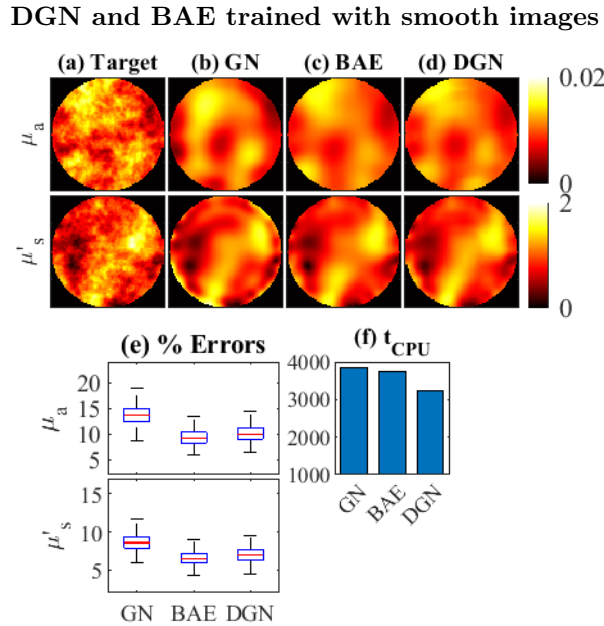 DGN and BAE trained with smooth images
(a) Target (b) GN (c) BAE (d) DGN
μa
0.02
0
μ's
2
0
(e) % Errors
μa
20
15
10
5
μ's
15
10
5
GN BAE DGN
(f) tCPU
4000
3000
2000
1000
GN BAE DGN